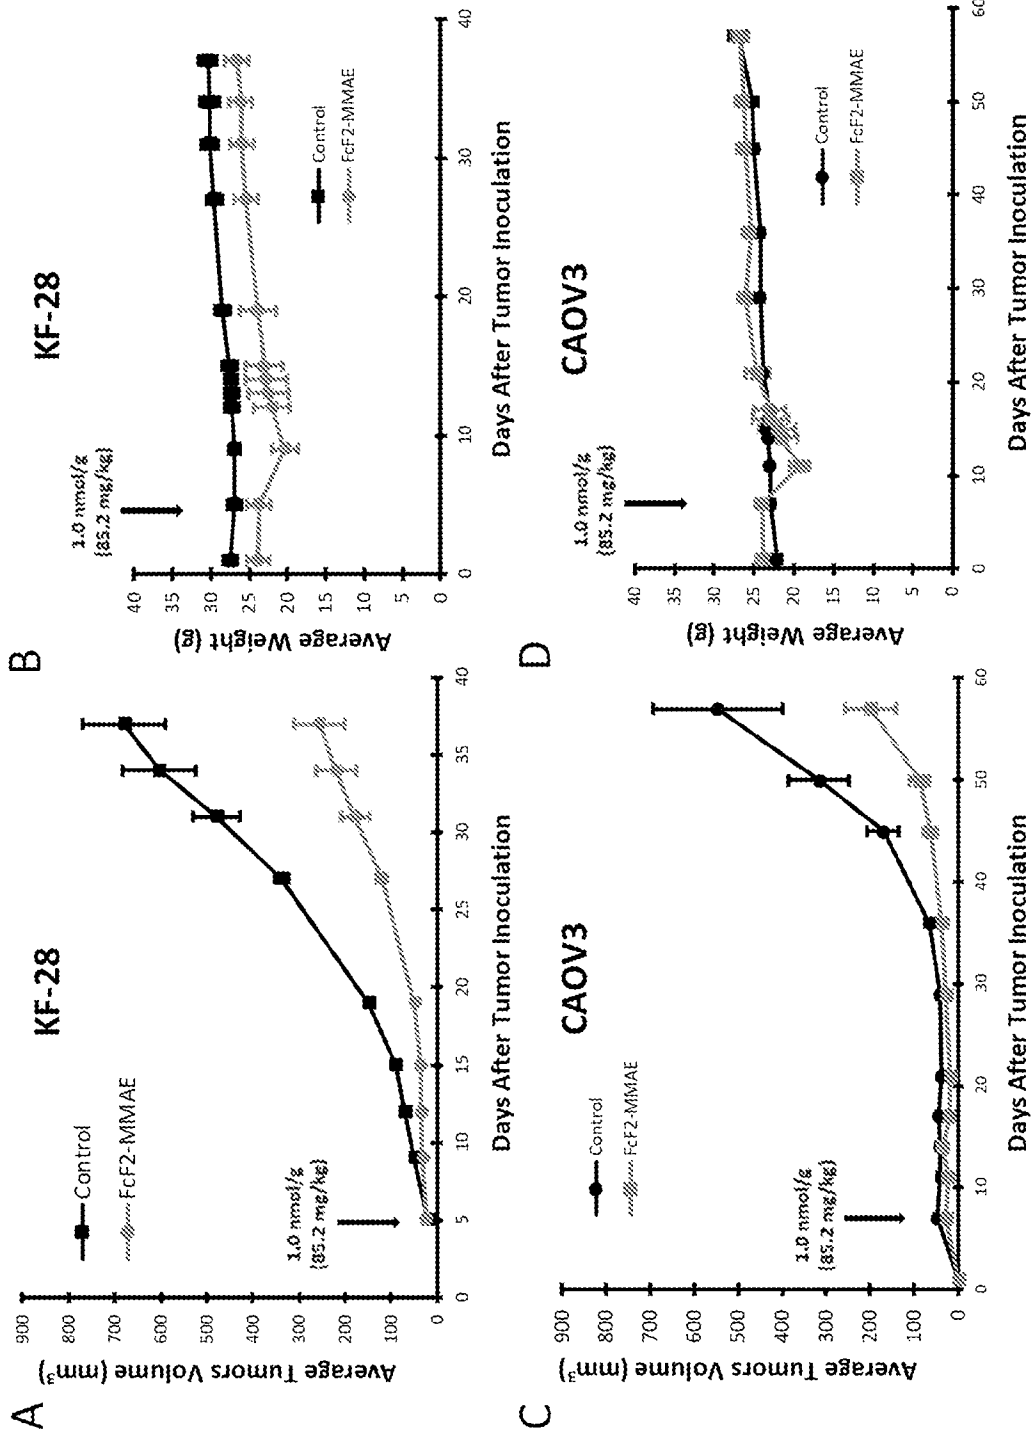 A
KF-28
Control
FcF2-MMAE
1.0 nmol/g
(85.2 mg/kg)
Average Tumors Volume (mm³)
900
800
700
600
500
400
300
200
100
0
0
5
10
15
20
25
30
35
40
Days After Tumor Inoculation
B
KF-28
1.0 nmol/g
(85.2 mg/kg)
Control
FcF2-MMAE
Average Weight (g)
40
35
30
25
20
15
10
5
0
0
10
20
30
40
Days After Tumor Inoculation
C
CAOV3
Control
FcF2-MMAE
1.0 nmol/g
(85.2 mg/kg)
Average Tumors Volume (mm³)
900
800
700
600
500
400
300
200
100
0
0
10
20
30
40
50
60
Days After Tumor Inoculation
D
CAOV3
1.0 nmol/g
(85.2 mg/kg)
Control
FcF2-MMAE
Average Weight (g)
40
35
30
25
20
15
10
5
0
0
10
20
30
40
50
60
Days After Tumor Inoculation